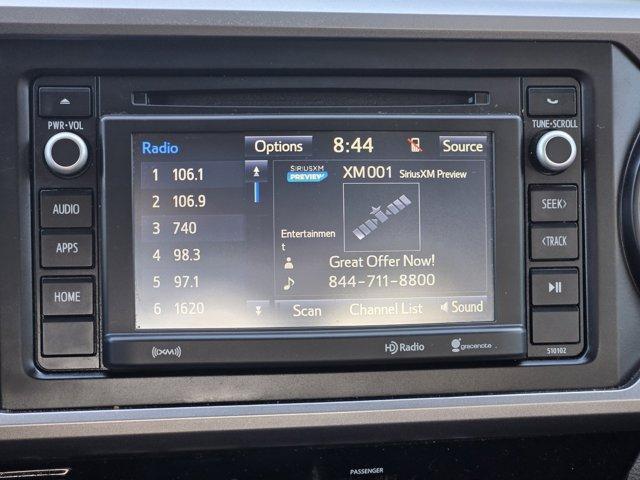 PWR•VOL
TUNE•SCROLL
Radio
Options
8:44
Source
1 106.1
2 106.9
3 740
4 98.3
5 97.1
6 1620
SIRIUSXM
PREVIEW
XM001 SiriusXM Preview
Entertainmen
t
Great Offer Now!
844-711-8800
Scan
Channel List
Sound
AUDIO
APPS
HOME
SEEK>
<TRACK
((XM))
HD Radio
gracenote
510102
PASSENGER